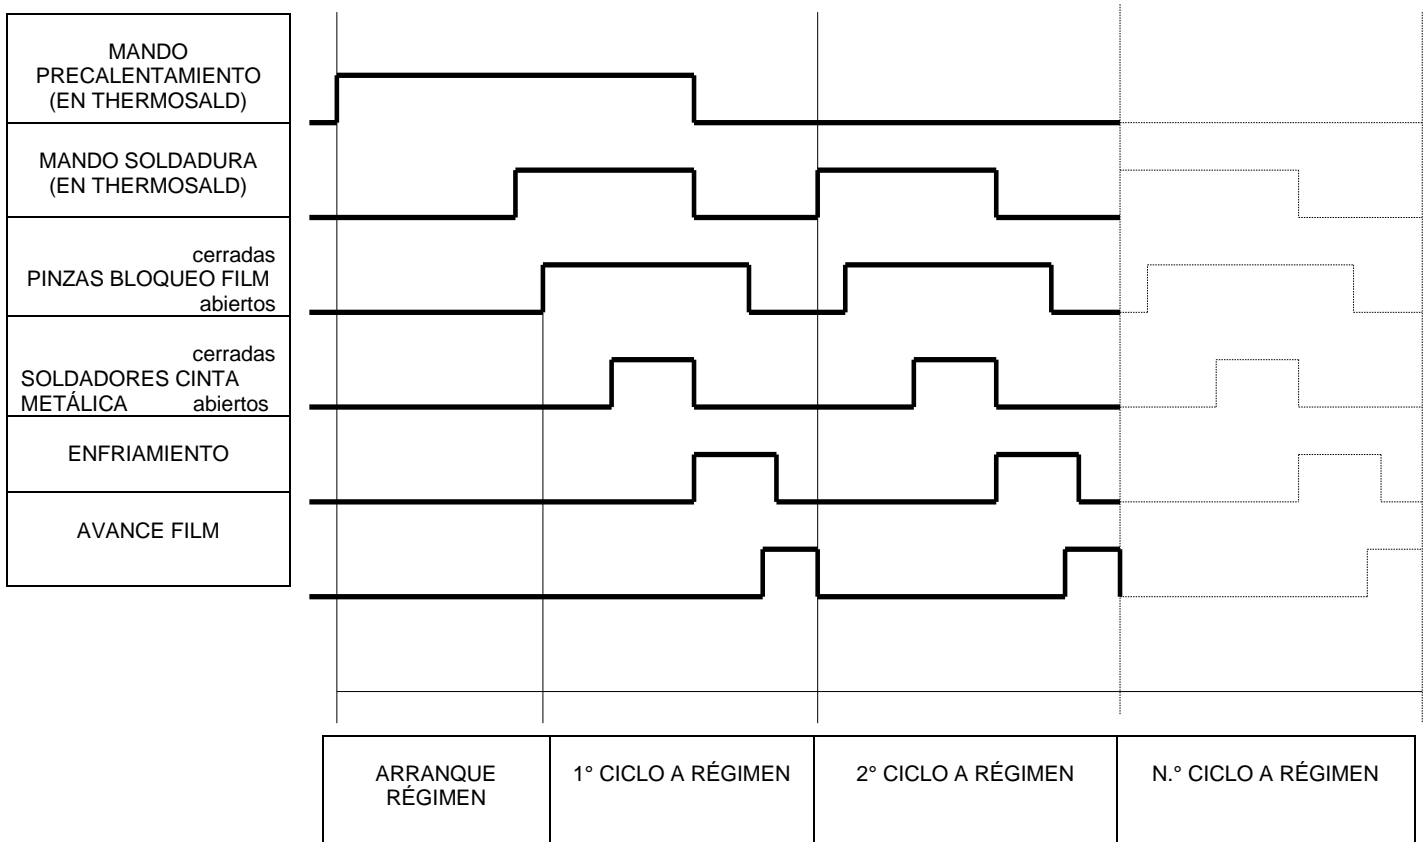 MANDO
PRECALENTAMIENTO
(EN THERMOSALD)
MANDO SOLDADURA
(EN THERMOSALD)
cerradas
PINZAS BLOQUEO FILM
abiertos
cerradas
SOLDADORES CINTA
METÁLICA abiertos
ENFRIAMIENTO
AVANCE FILM
ARRANQUE
RÉGIMEN
1° CICLO A RÉGIMEN
2° CICLO A RÉGIMEN
N.° CICLO A RÉGIMEN